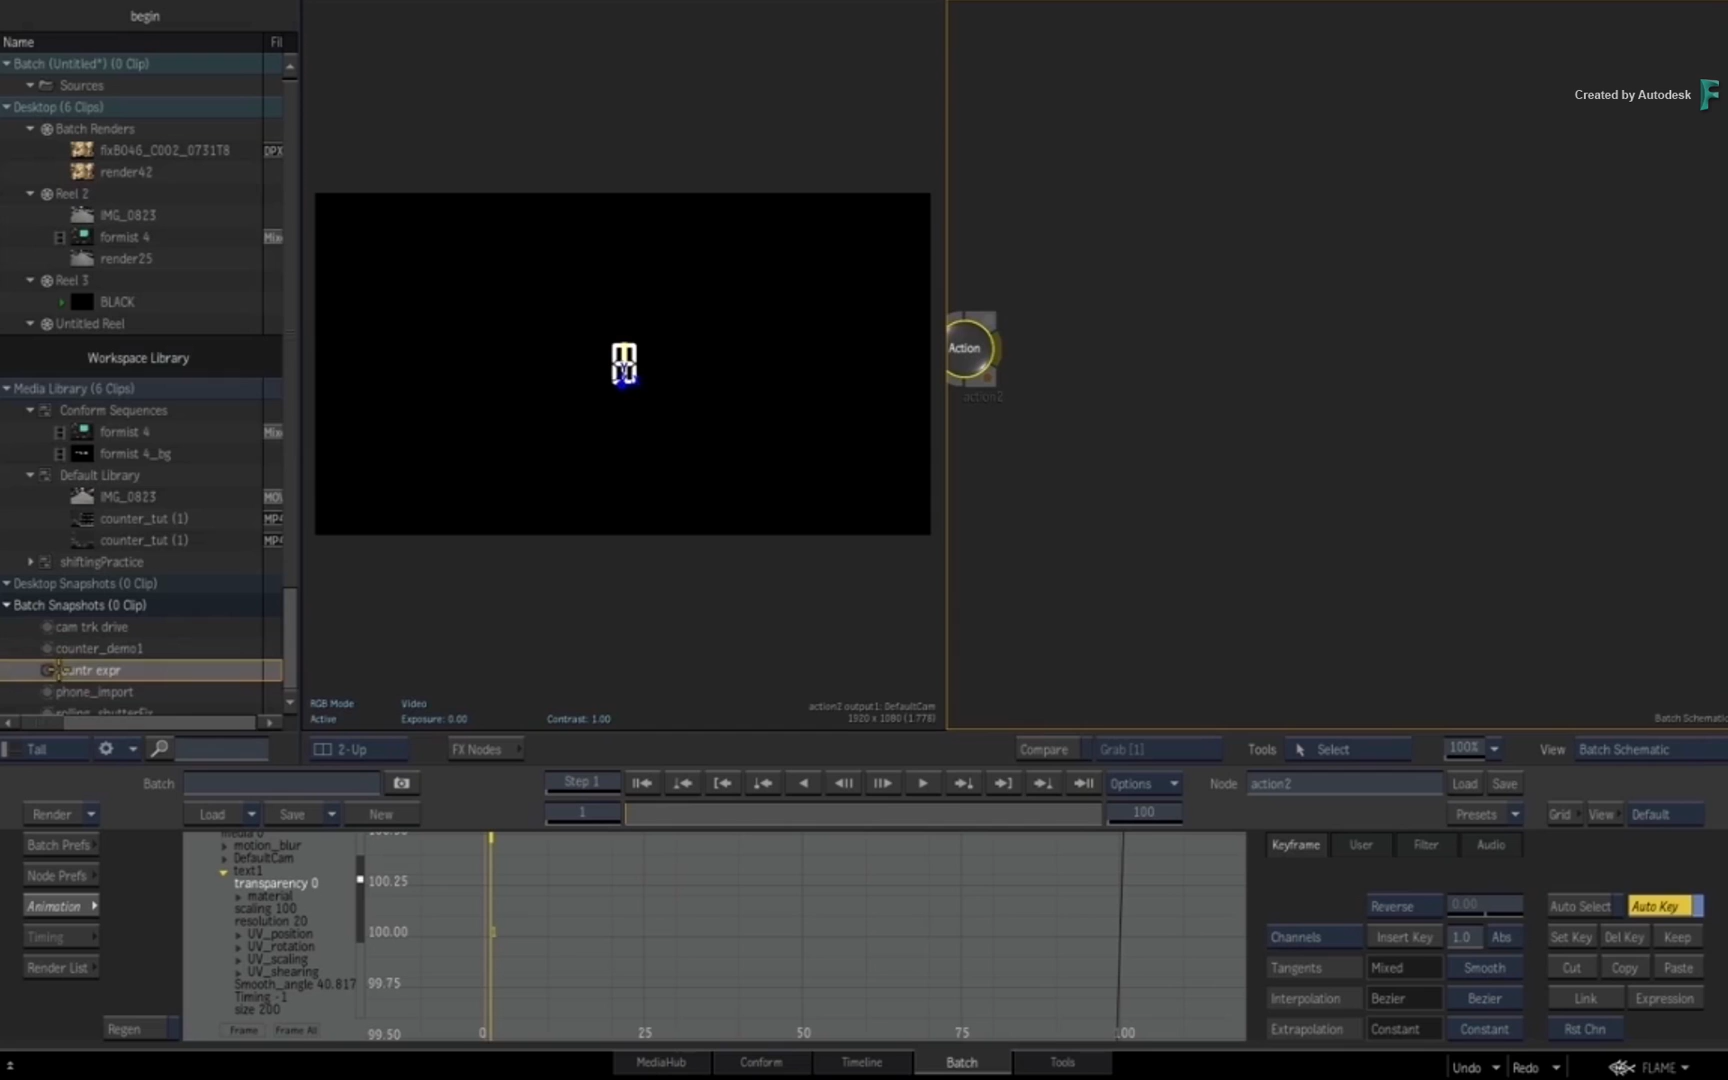 begin
Name Fil
Batch (Untitled*) (0 Clip)
Sources
Desktop (6 Clips)
Batch Renders
fixB046_C002_0731T8 DPX
render42
Reel 2
IMG_0823
formist 4 Mix
render25
Reel 3
BLACK
Untitled Reel
Workspace Library
Media Library (6 Clips)
Conform Sequences
formist 4 Mix
formist 4_bg
Default Library
IMG_0823 MOV
counter_tut (1) MP4
counter_tut (1) MP4
shiftingPractice
Desktop Snapshots (0 Clip)
Batch Snapshots (0 Clip)
cam trk drive
counter_demo1
untr expr
phone_import
rolling_shutterFix
Created by Autodesk
Action
action2
RGB Mode Video
Active Exposure: 0.00 Contrast: 1.00
action2 output1: DefaultCam
1920 x 1080 (1.778)
Batch Schematic
Tall 2-Up FX Nodes Compare Grab [1] Tools Select 100% View Batch Schematic
Batch Step 1 Options Node action2 Load Save
Render Load Save New 1 100 Presets Grid View Default
Batch Prefs
Node Prefs
Animation
Timing
Render List
Regen
media 0
motion_blur
DefaultCam
text1
transparency 0
material
scaling 100
resolution 20
UV_position
UV_rotation
UV_scaling
UV_shearing
Smooth_angle 40.817
Timing -1
size 200
Frame Frame All
100.25
100.00
99.75
99.50
1
0 25 50 75 100
Keyframe User Filter Audio
Reverse 0.00 Auto Select Auto Key
Channels Insert Key 1.0 Abs Set Key Del Key Keep
Tangents Mixed Smooth Cut Copy Paste
Interpolation Bezier Bezier Link Expression
Extrapolation Constant Constant Rst Chn
MediaHub Conform Timeline Batch Tools
Undo Redo FLAME